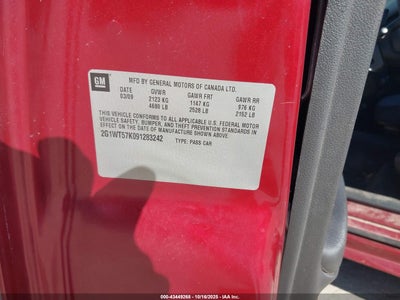 GM
MFD BY GENERAL MOTORS OF CANADA LTD.
DATE GVWR GAWR FRT GAWR RR
03/09 2123 KG 1147 KG 976 KG
4680 LB 2528 LB 2152 LB
THIS VEHICLE CONFORMS TO ALL APPLICABLE U.S. FEDERAL MOTOR
VEHICLE SAFETY, BUMPER, AND THEFT PREVENTION STANDARDS
IN EFFECT ON THE DATE OF MANUFACTURE SHOWN ABOVE.
2G1WT57K091283242 TYPE: PASS CAR
000-43449268 - 10/16/2025 - IAA, Inc.